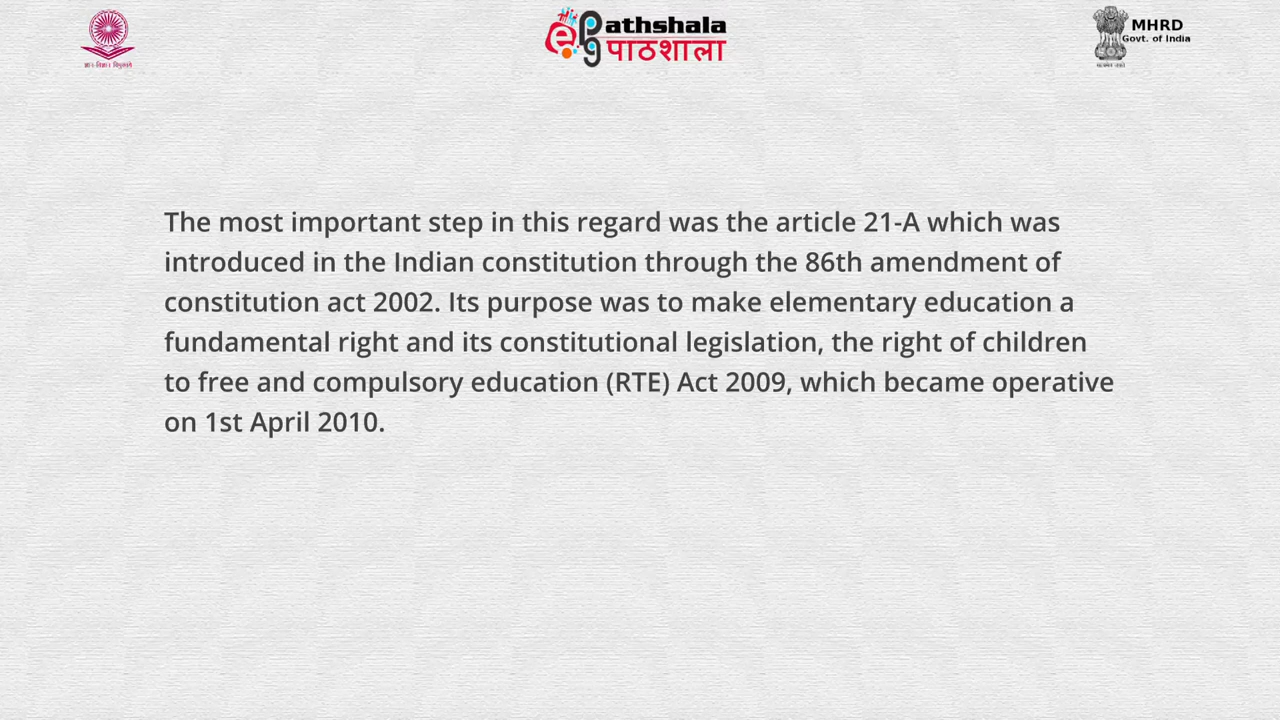 ePathshala
पाठशाला
MHRD
Govt. of India
The most important step in this regard was the article 21-A which was
introduced in the Indian constitution through the 86th amendment of
constitution act 2002. Its purpose was to make elementary education a
fundamental right and its constitutional legislation, the right of children
to free and compulsory education (RTE) Act 2009, which became operative
on 1st April 2010.